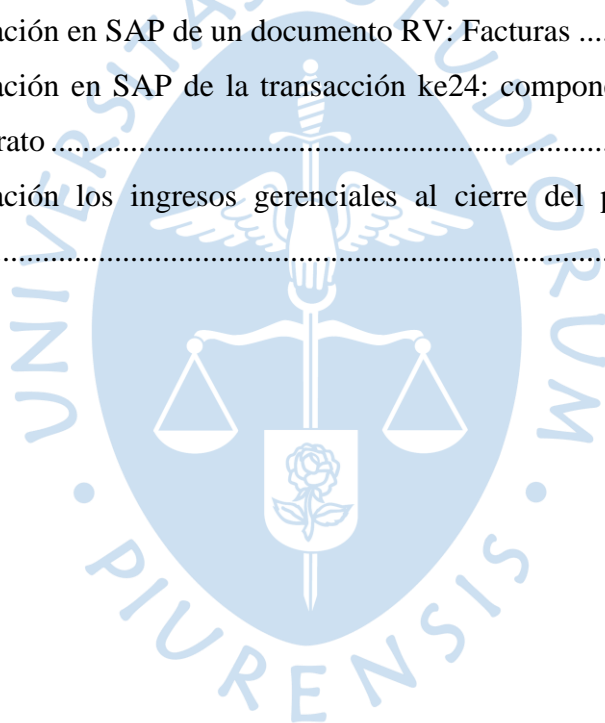 ación en SAP de un documento RV: Facturas ....
ación en SAP de la transacción ke24: compone
rato ................................................................................
ación los ingresos gerenciales al cierre del p
................................................................................
UNIVERSITAS STUDIORUM
PIURENSIS